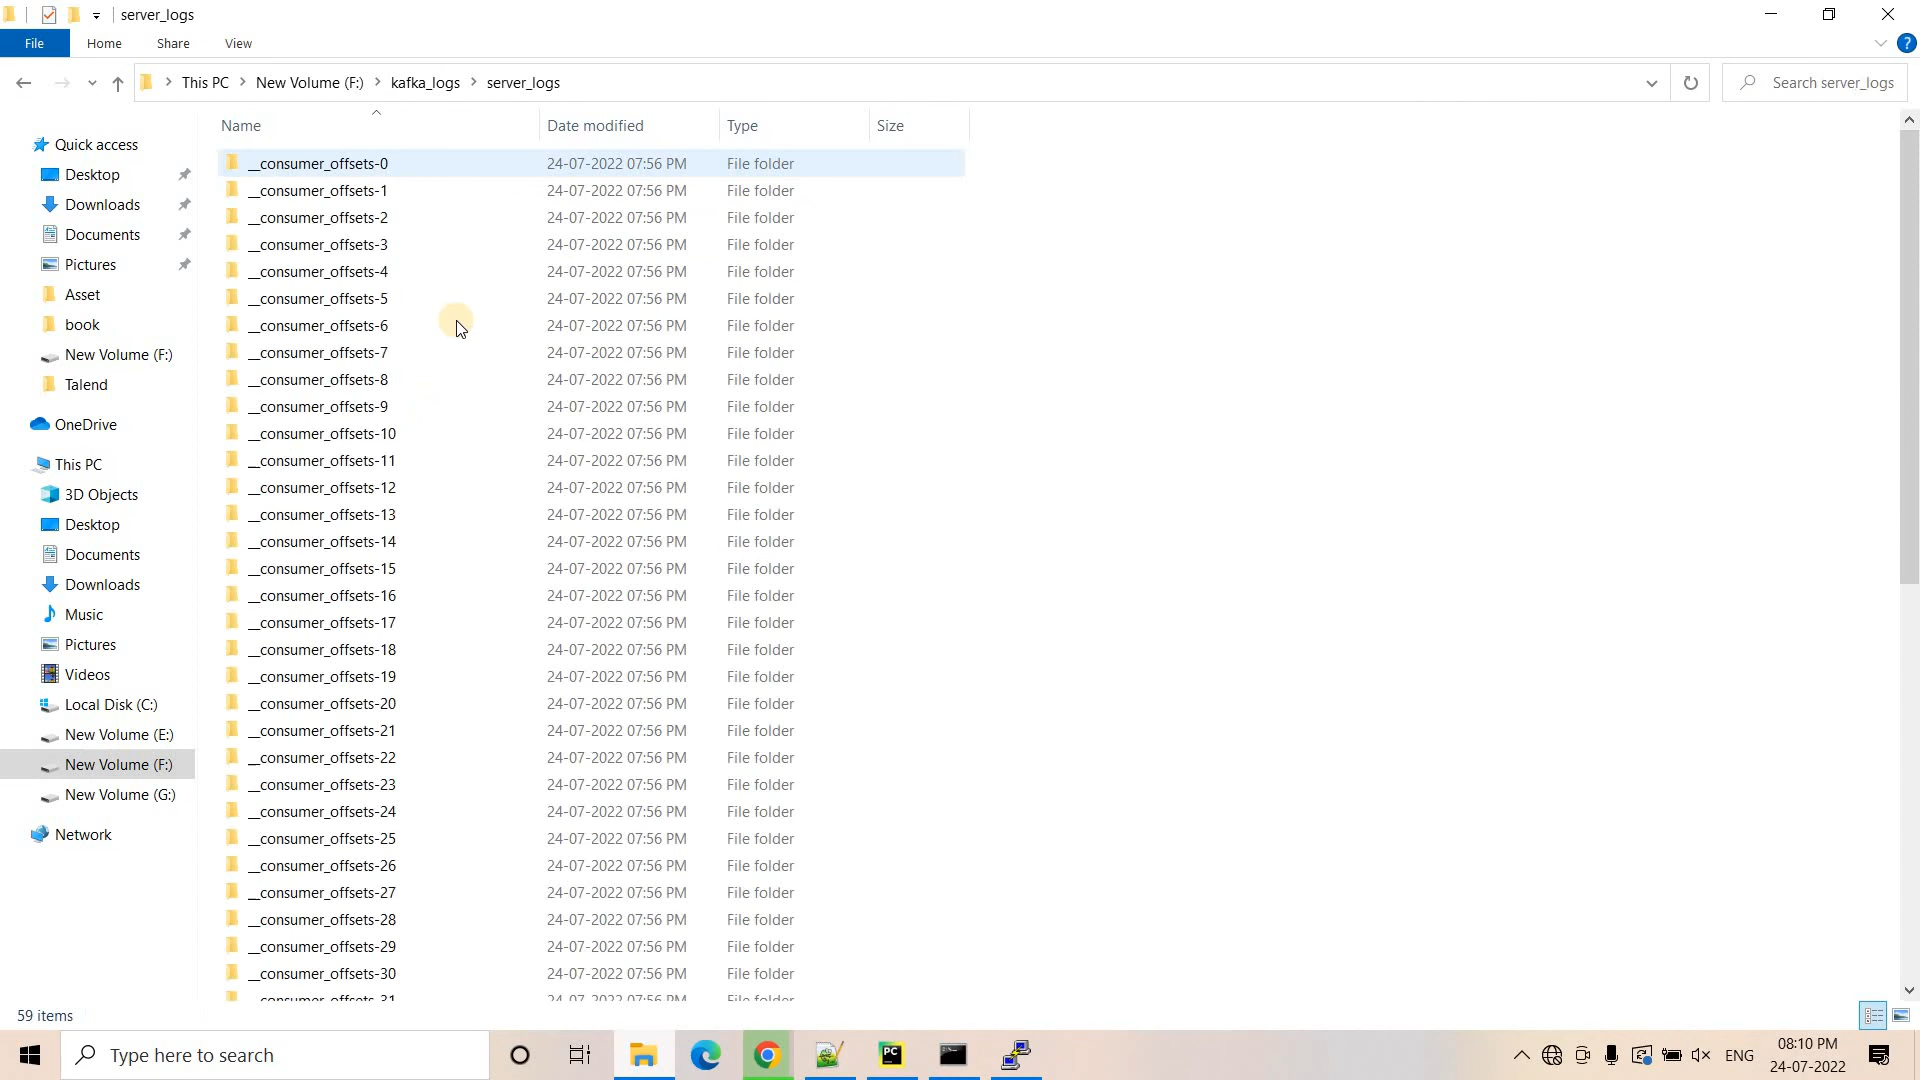 server_logs
File Home Share View
This PC New Volume (F:) kafka_logs server_logs
Search server_logs
Name Date modified Type Size
Quick access
Desktop
Downloads
Documents
Pictures
Asset
book
New Volume (F:)
Talend
OneDrive
This PC
3D Objects
Desktop
Documents
Downloads
Music
Pictures
Videos
Local Disk (C:)
New Volume (E:)
New Volume (F:)
New Volume (G:)
Network
__consumer_offsets-0 24-07-2022 07:56 PM File folder
__consumer_offsets-1 24-07-2022 07:56 PM File folder
__consumer_offsets-2 24-07-2022 07:56 PM File folder
__consumer_offsets-3 24-07-2022 07:56 PM File folder
__consumer_offsets-4 24-07-2022 07:56 PM File folder
__consumer_offsets-5 24-07-2022 07:56 PM File folder
__consumer_offsets-6 24-07-2022 07:56 PM File folder
__consumer_offsets-7 24-07-2022 07:56 PM File folder
__consumer_offsets-8 24-07-2022 07:56 PM File folder
__consumer_offsets-9 24-07-2022 07:56 PM File folder
__consumer_offsets-10 24-07-2022 07:56 PM File folder
__consumer_offsets-11 24-07-2022 07:56 PM File folder
__consumer_offsets-12 24-07-2022 07:56 PM File folder
__consumer_offsets-13 24-07-2022 07:56 PM File folder
__consumer_offsets-14 24-07-2022 07:56 PM File folder
__consumer_offsets-15 24-07-2022 07:56 PM File folder
__consumer_offsets-16 24-07-2022 07:56 PM File folder
__consumer_offsets-17 24-07-2022 07:56 PM File folder
__consumer_offsets-18 24-07-2022 07:56 PM File folder
__consumer_offsets-19 24-07-2022 07:56 PM File folder
__consumer_offsets-20 24-07-2022 07:56 PM File folder
__consumer_offsets-21 24-07-2022 07:56 PM File folder
__consumer_offsets-22 24-07-2022 07:56 PM File folder
__consumer_offsets-23 24-07-2022 07:56 PM File folder
__consumer_offsets-24 24-07-2022 07:56 PM File folder
__consumer_offsets-25 24-07-2022 07:56 PM File folder
__consumer_offsets-26 24-07-2022 07:56 PM File folder
__consumer_offsets-27 24-07-2022 07:56 PM File folder
__consumer_offsets-28 24-07-2022 07:56 PM File folder
__consumer_offsets-29 24-07-2022 07:56 PM File folder
__consumer_offsets-30 24-07-2022 07:56 PM File folder
__consumer_offsets-31 24-07-2022 07:56 PM File folder
59 items
Type here to search
PC
ENG
08:10 PM
24-07-2022